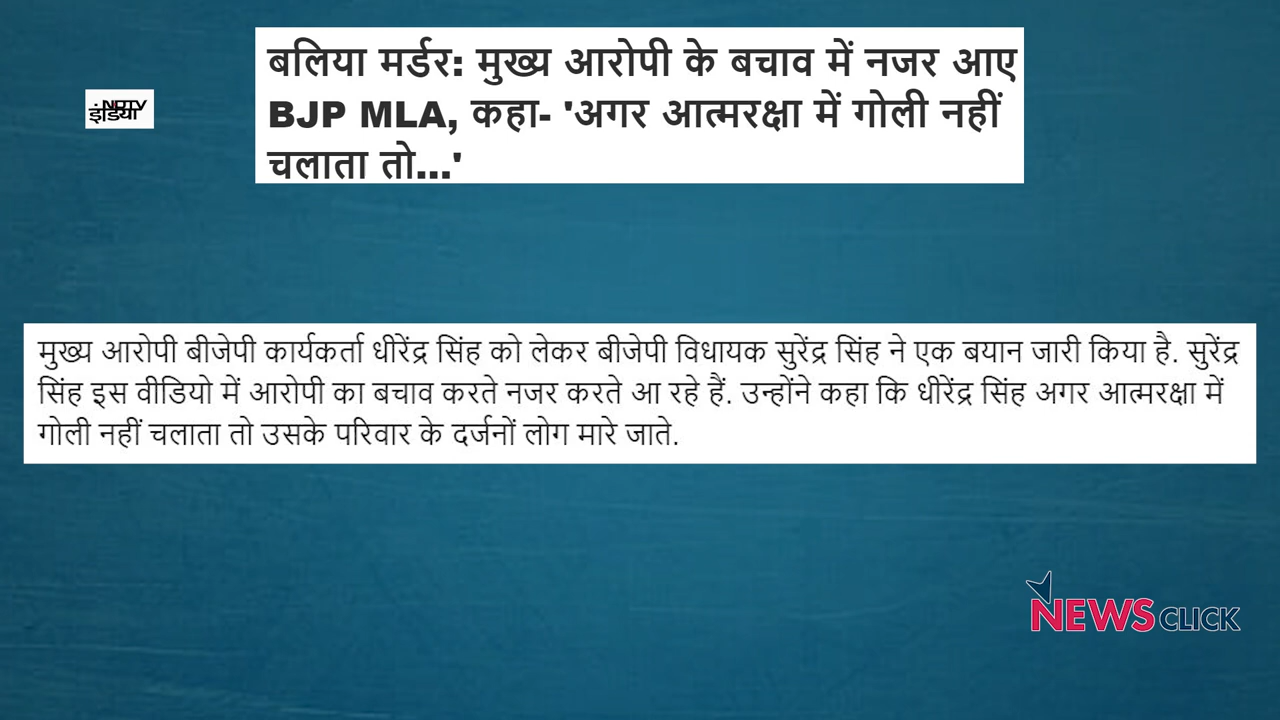 बलिया मर्डर: मुख्य आरोपी के बचाव में नजर आए
BJP MLA, कहा- 'अगर आत्मरक्षा में गोली नहीं
चलाता तो...'
NDTV
इंडिया
मुख्य आरोपी बीजेपी कार्यकर्ता धीरेंद्र सिंह को लेकर बीजेपी विधायक सुरेंद्र सिंह ने एक बयान जारी किया है. सुरेंद्र
सिंह इस वीडियो में आरोपी का बचाव करते नजर करते आ रहे हैं. उन्होंने कहा कि धीरेंद्र सिंह अगर आत्मरक्षा में
गोली नहीं चलाता तो उसके परिवार के दर्जनों लोग मारे जाते.
NEWSCLICK